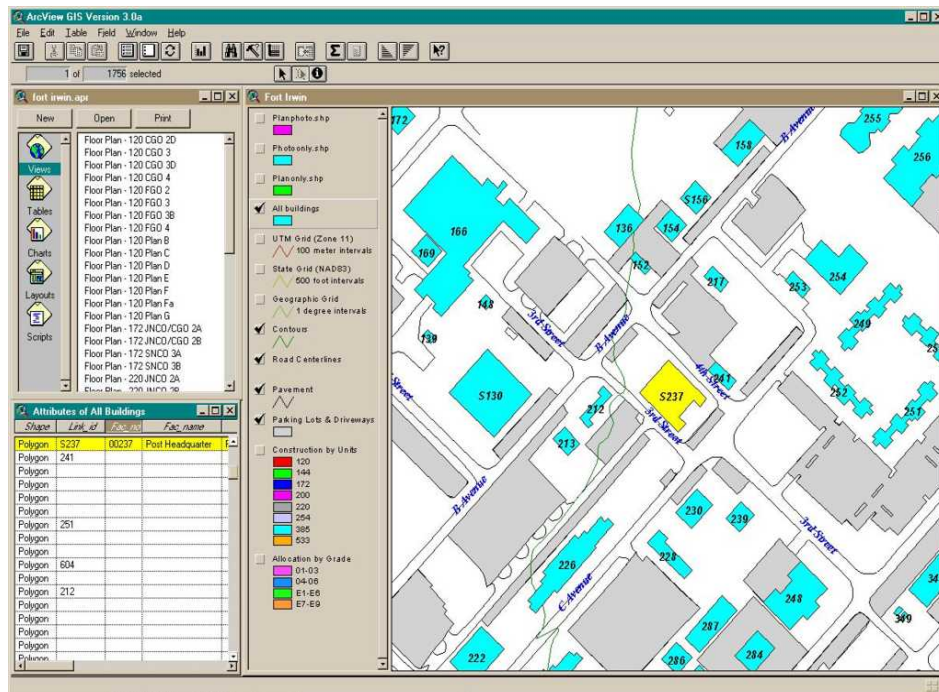 ArcView GIS Version 3.0a
File Edit Table Field Window Help
1 of 1756 selected
fort irwin.apr
New Open Print
Views
Tables
Charts
Layouts
Scripts
Floor Plan - 120 CGO 2D
Floor Plan - 120 CGO 3
Floor Plan - 120 CGO 3D
Floor Plan - 120 CGO 4
Floor Plan - 120 FGO 2
Floor Plan - 120 FGO 3
Floor Plan - 120 FGO 3B
Floor Plan - 120 FGO 4
Floor Plan - 120 Plan B
Floor Plan - 120 Plan C
Floor Plan - 120 Plan D
Floor Plan - 120 Plan E
Floor Plan - 120 Plan F
Floor Plan - 120 Plan Fa
Floor Plan - 120 Plan G
Floor Plan - 172 JNCO/CGO 2A
Floor Plan - 172 JNCO/CGO 2B
Floor Plan - 172 SNCO 3A
Floor Plan - 172 SNCO 3B
Floor Plan - 220 JNCO 2A
Floor Plan - 220 JNCO 2B
Attributes of All Buildings
Shape Link_id Fac_no Fac_name
Polygon S237 00237 Post Headquarter
Polygon 241
Polygon
Polygon
Polygon
Polygon
Polygon 251
Polygon
Polygon
Polygon 604
Polygon
Polygon 212
Polygon
Polygon
Polygon
Polygon
Polygon
Fort Irwin
Planphoto.shp
Photoonly.shp
Planonly.shp
All buildings
UTM Grid (Zone 11)
100 meter intervals
State Grid (NAD83)
500 foot intervals
Geographic Grid
1 degree intervals
Contours
Road Centerlines
Pavement
Parking Lots & Driveways
Construction by Units
120
144
172
200
220
254
385
533
Allocation by Grade
01-03
04-06
E1-E6
E7-E9
172
B Avenue
255
158
256
S156
166
136
154
169
152
254
217
253
148
249
3rd Street
B Avenue
139
4th Street
241
S130
S237
252
212
3rd Street
251
213
B Avenue
230
239
3rd Street
228
226
C Avenue
248
349
287
222
286
284